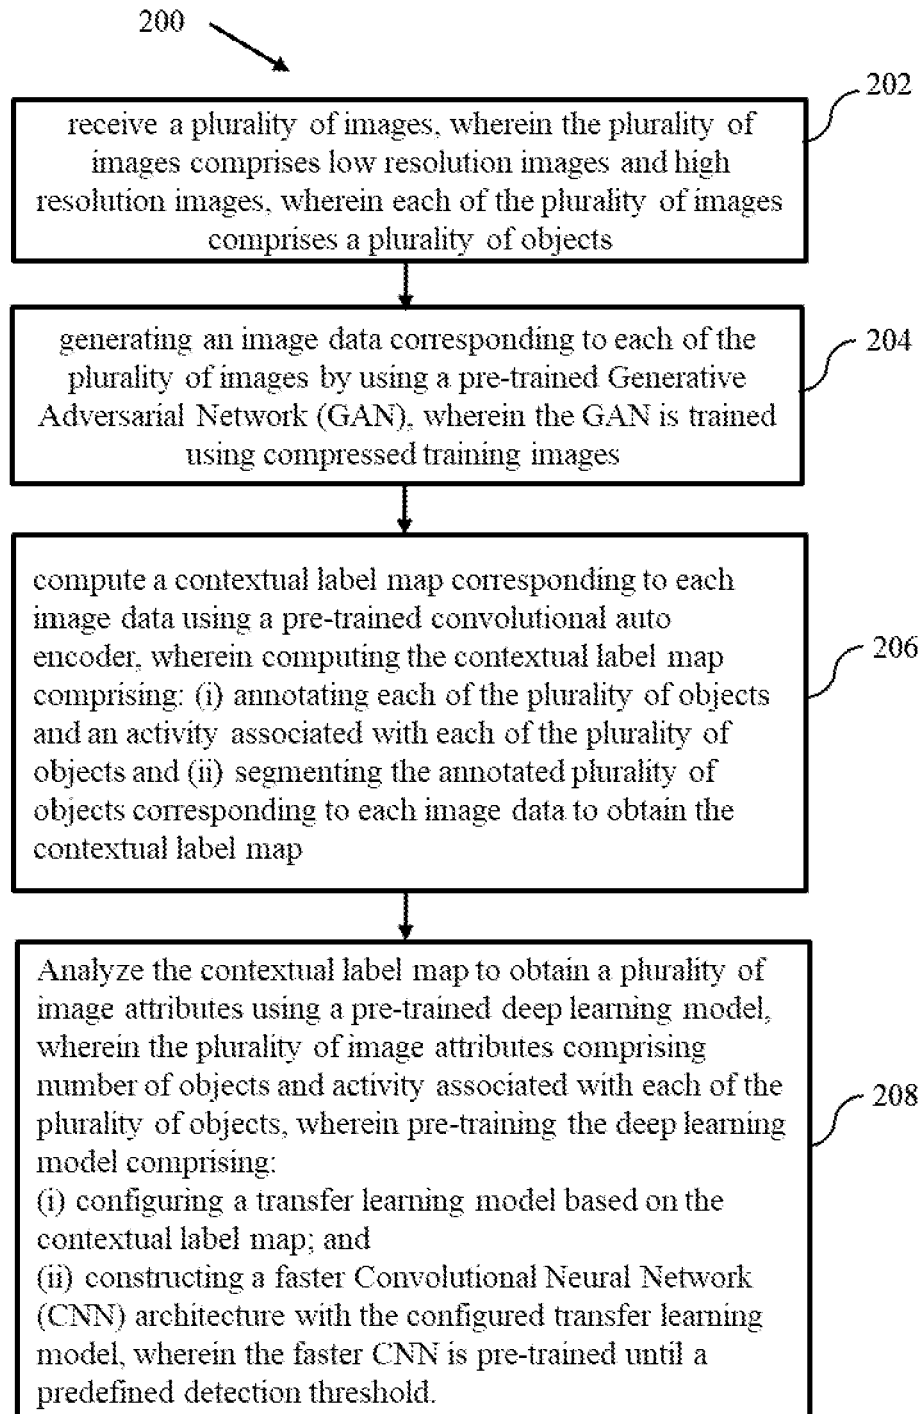 200
202
receive a plurality of images, wherein the plurality of
images comprises low resolution images and high
resolution images, wherein each of the plurality of images
comprises a plurality of objects
204
generating an image data corresponding to each of the
plurality of images by using a pre-trained Generative
Adversarial Network (GAN), wherein the GAN is trained
using compressed training images
206
compute a contextual label map corresponding to each
image data using a pre-trained convolutional auto
encoder, wherein computing the contextual label map
comprising: (i) annotating each of the plurality of objects
and an activity associated with each of the plurality of
objects and (ii) segmenting the annotated plurality of
objects corresponding to each image data to obtain the
contextual label map
208
Analyze the contextual label map to obtain a plurality of
image attributes using a pre-trained deep learning model,
wherein the plurality of image attributes comprising
number of objects and activity associated with each of the
plurality of objects, wherein pre-training the deep learning
model comprising:
(i) configuring a transfer learning model based on the
contextual label map; and
(ii) constructing a faster Convolutional Neural Network
(CNN) architecture with the configured transfer learning
model, wherein the faster CNN is pre-trained until a
predefined detection threshold.